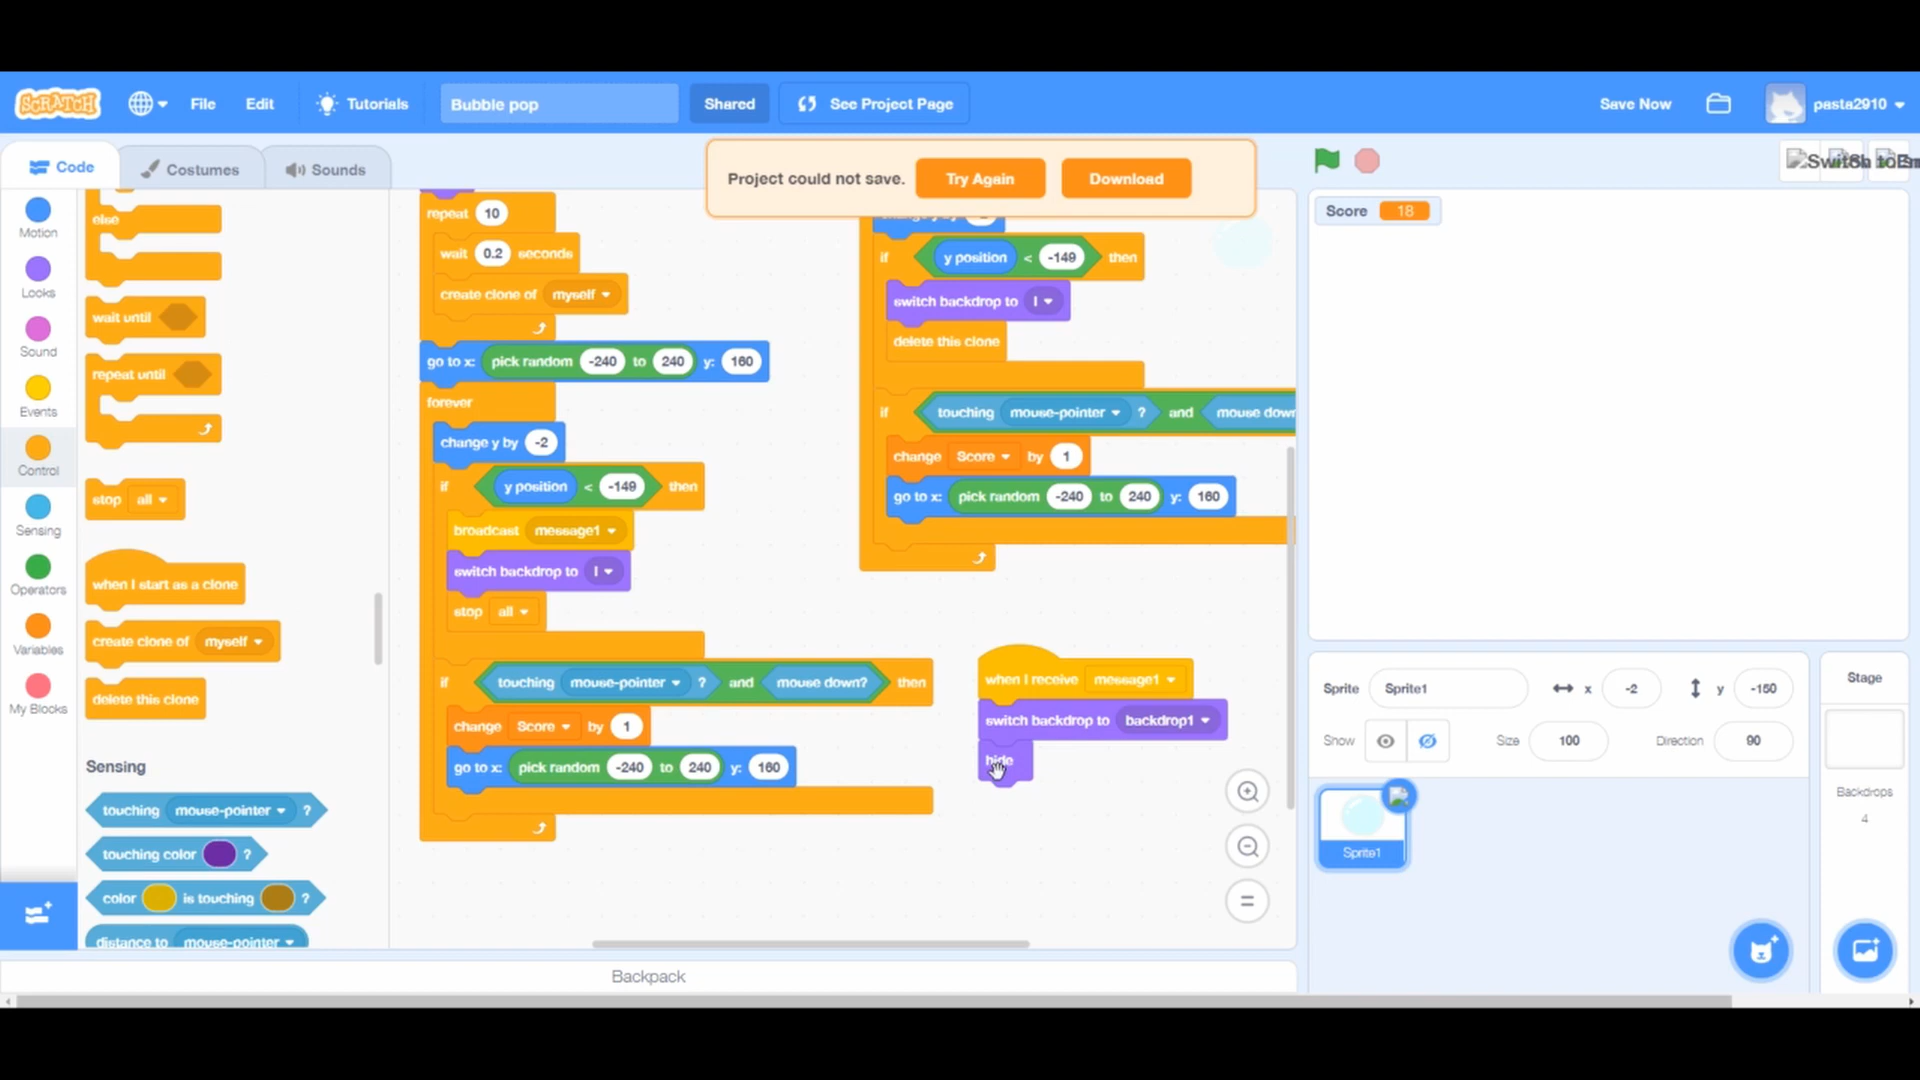 SCRATCH
File
Edit
Tutorials
Bubble pop
Shared
See Project Page
Save Now
pasta2910
Code
Costumes
Sounds
Project could not save.
Try Again
Download
Motion
Looks
Sound
Events
Control
Sensing
Operators
Variables
My Blocks
else
wait until
repeat until
stop all
when I start as a clone
create clone of myself
delete this clone
Sensing
touching mouse-pointer ?
touching color ?
color is touching ?
distance to mouse-pointer
repeat 10
wait 0.2 seconds
create clone of myself
go to x: pick random -240 to 240 y: 160
forever
change y by -2
if y position < -149 then
broadcast message1
switch backdrop to l
stop all
if touching mouse-pointer ? and mouse down? then
change Score by 1
go to x: pick random -240 to 240 y: 160
if y position < -149 then
switch backdrop to l
delete this clone
if touching mouse-pointer ? and mouse down
change Score by 1
go to x: pick random -240 to 240 y: 160
when I receive message1
switch backdrop to backdrop1
hide
Backpack
Score 18
Sprite Sprite1 x -2 y -150
Show Size 100 Direction 90
Sprite1
Stage
Backdrops
4